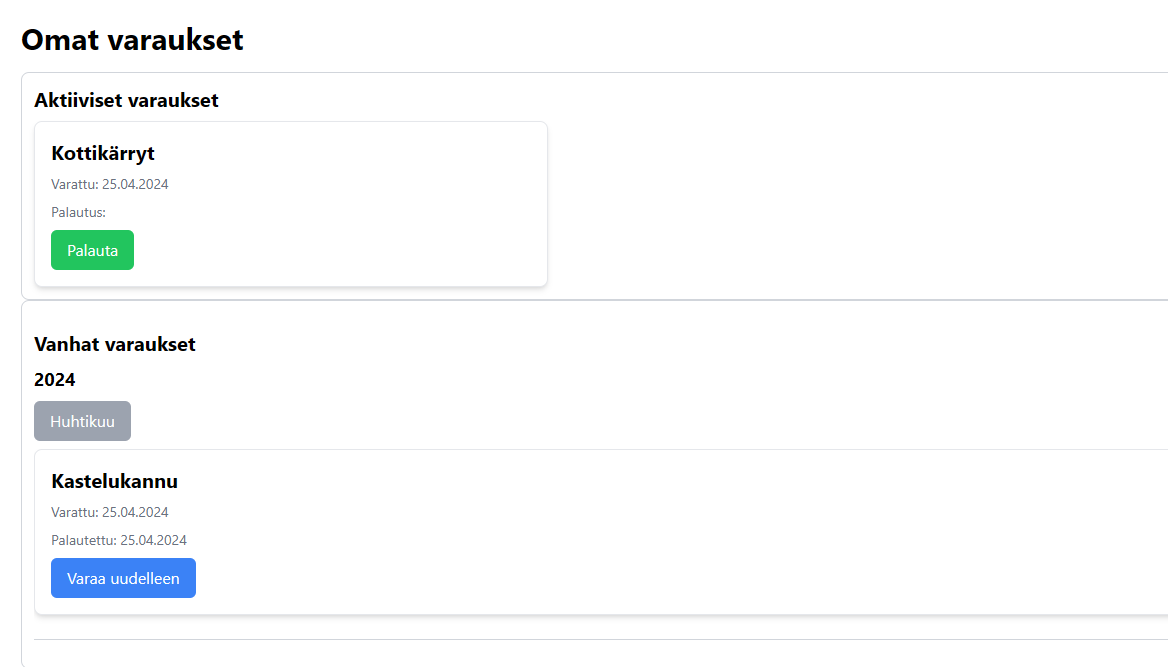 Omat varaukset
Aktiiviset varaukset
Kottikärryt
Varattu: 25.04.2024
Palautus:
Palauta
Vanhat varaukset
2024
Huhtikuu
Kastelukannu
Varattu: 25.04.2024
Palautettu: 25.04.2024
Varaa uudelleen